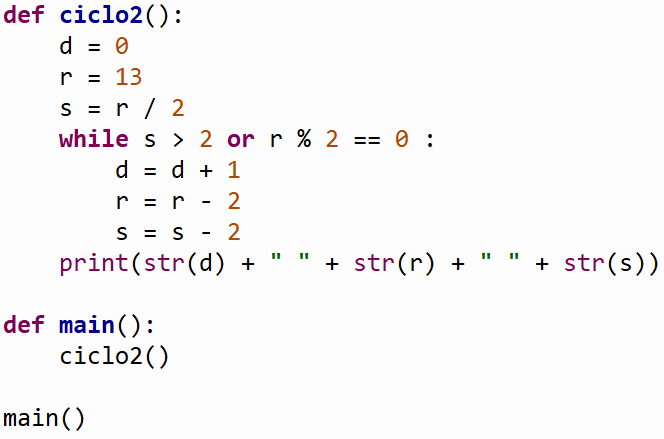 def ciclo2():
    d = 0
    r = 13
    s = r / 2
    while s > 2 or r % 2 == 0 :
        d = d + 1
        r = r - 2
        s = s - 2
    print(str(d) + " " + str(r) + " " + str(s))

def main():
    ciclo2()

main()